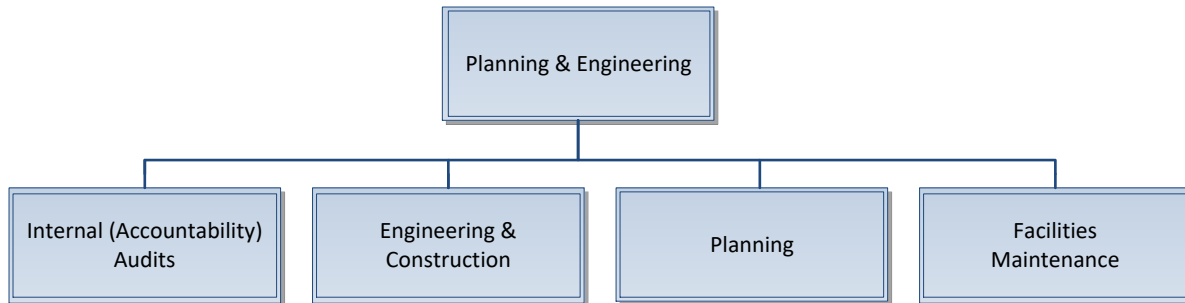 Planning & Engineering
Internal (Accountability)
Audits
Engineering &
Construction
Planning
Facilities
Maintenance